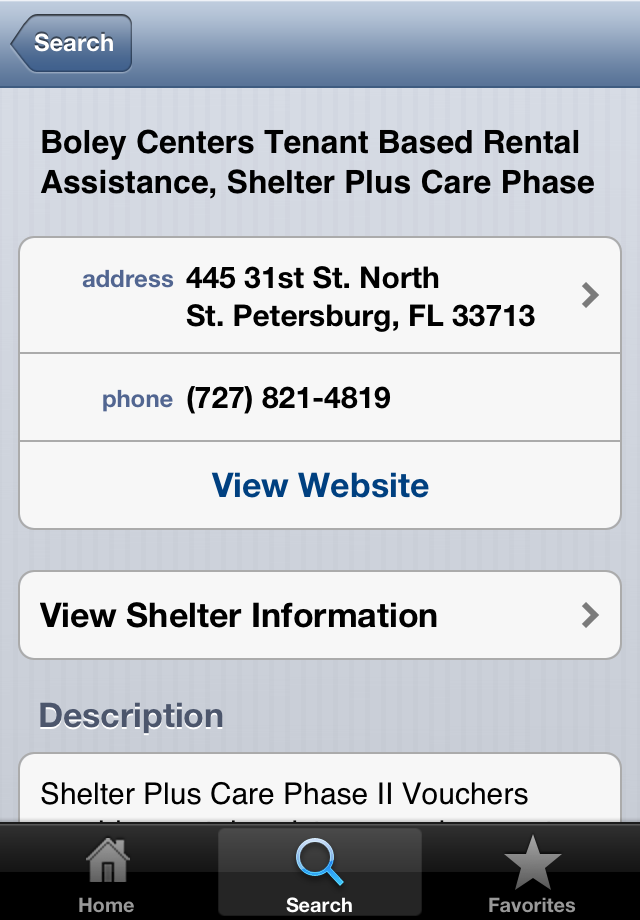 Search
Boley Centers Tenant Based Rental
Assistance, Shelter Plus Care Phase
address 445 31st St. North
St. Petersburg, FL 33713
phone (727) 821-4819
View Website
View Shelter Information
Description
Shelter Plus Care Phase II Vouchers
Home Search Favorites